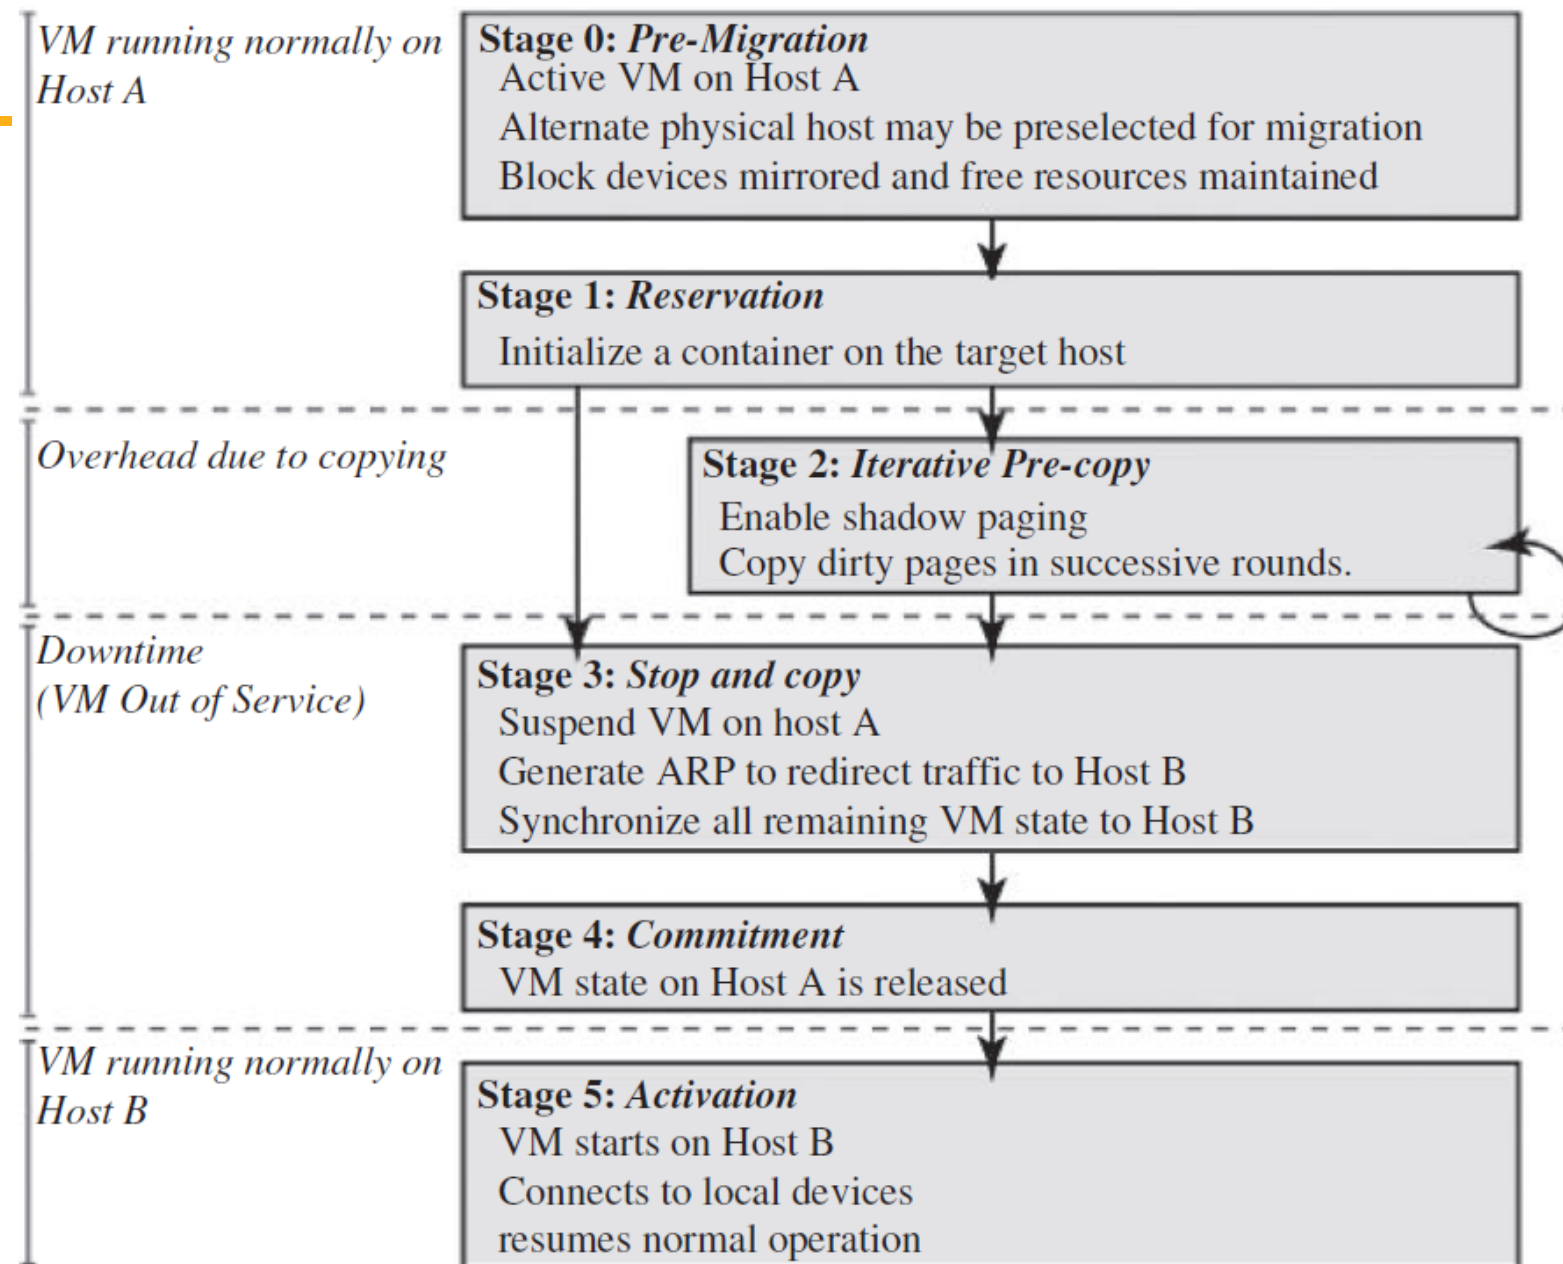 VM running normally on
Host A
Stage 0: Pre-Migration
Active VM on Host A
Alternate physical host may be preselected for migration
Block devices mirrored and free resources maintained
Stage 1: Reservation
Initialize a container on the target host
Overhead due to copying
Stage 2: Iterative Pre-copy
Enable shadow paging
Copy dirty pages in successive rounds.
Downtime
(VM Out of Service)
Stage 3: Stop and copy
Suspend VM on host A
Generate ARP to redirect traffic to Host B
Synchronize all remaining VM state to Host B
Stage 4: Commitment
VM state on Host A is released
VM running normally on
Host B
Stage 5: Activation
VM starts on Host B
Connects to local devices
resumes normal operation